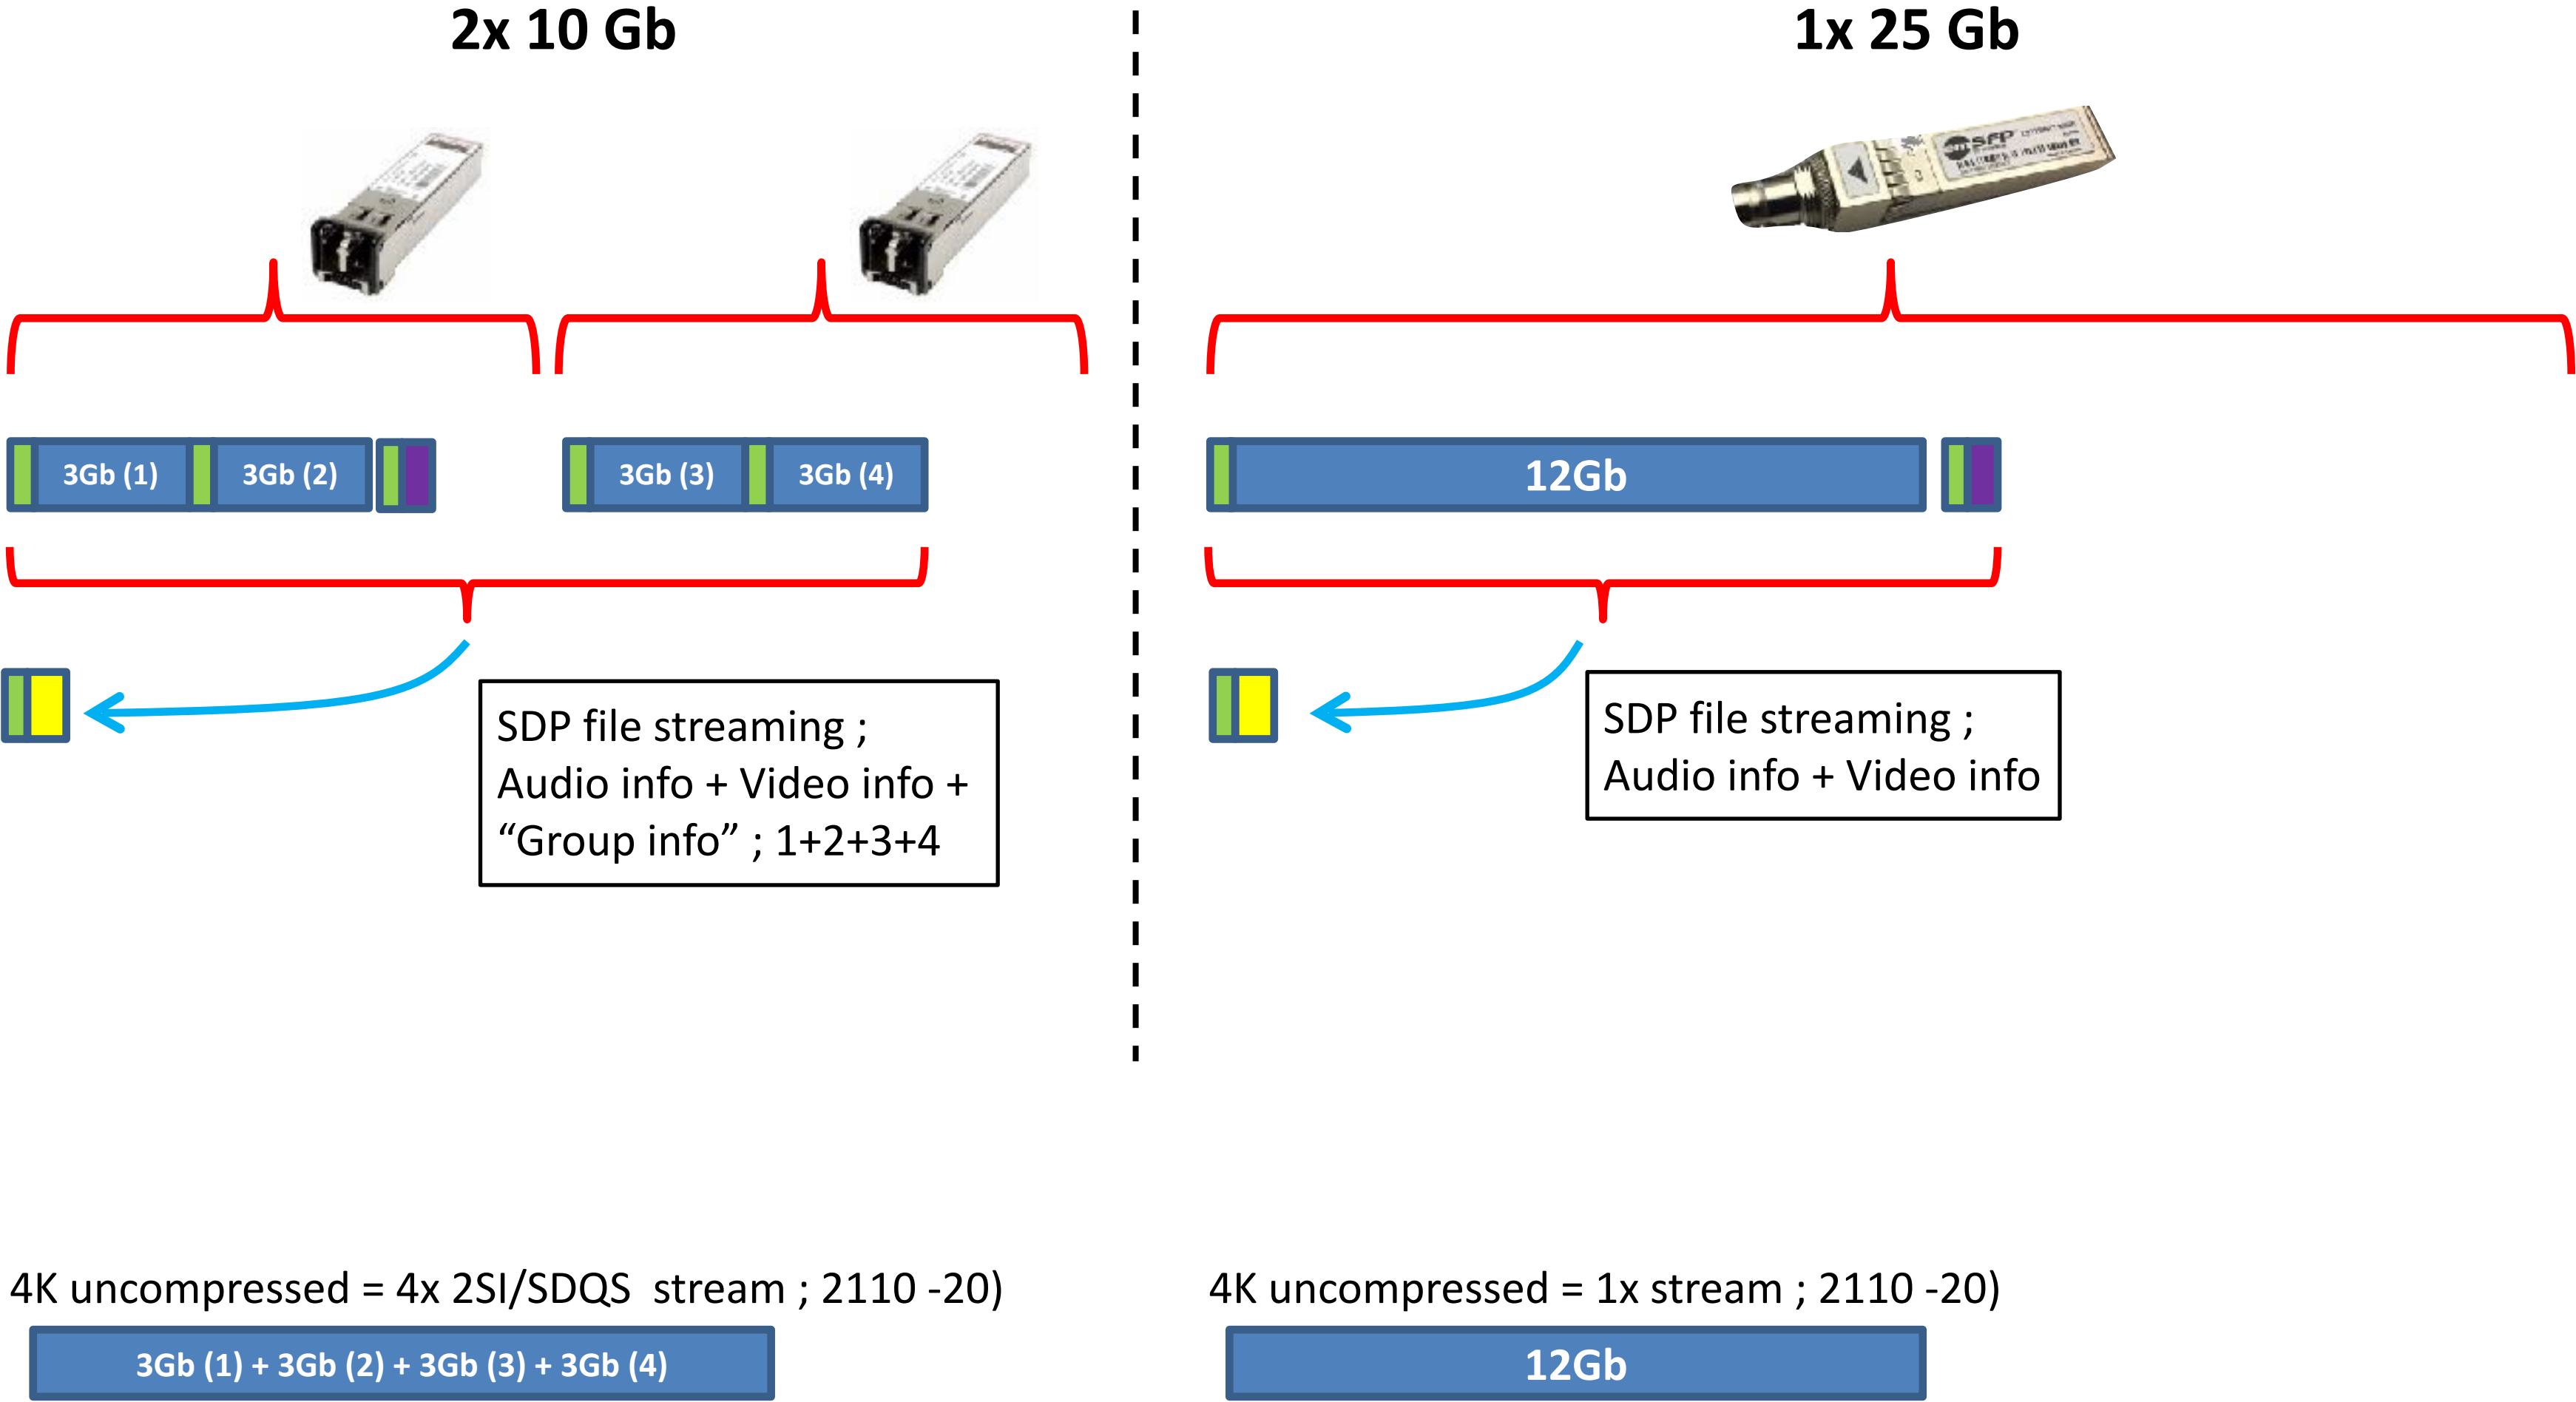 2x 10 Gb
1x 25 Gb
SFP
3Gb (1)
3Gb (2)
3Gb (3)
3Gb (4)
12Gb
SDP file streaming ;
Audio info + Video info +
“Group info” ; 1+2+3+4
SDP file streaming ;
Audio info + Video info
4K uncompressed = 4x 2SI/SDQS  stream ; 2110 -20)
4K uncompressed = 1x stream ; 2110 -20)
3Gb (1) + 3Gb (2) + 3Gb (3) + 3Gb (4)
12Gb